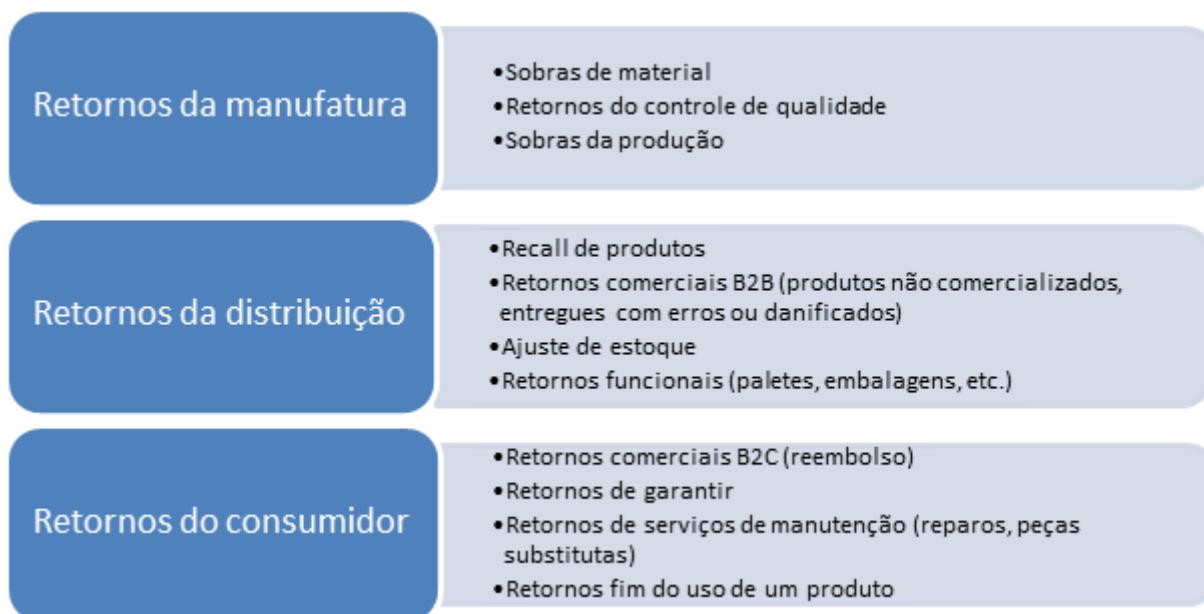 Retornos da manufatura
•Sobras de material
•Retornos do controle de qualidade
•Sobras da produção
Retornos da distribuição
•Recall de produtos
•Retornos comerciais B2B (produtos não comercializados,
entregues com erros ou danificados)
•Ajuste de estoque
•Retornos funcionais (paletes, embalagens, etc.)
Retornos do consumidor
•Retornos comerciais B2C (reembolso)
•Retornos de garantir
•Retornos de serviços de manutenção (reparos, peças
substitutas)
•Retornos fim do uso de um produto